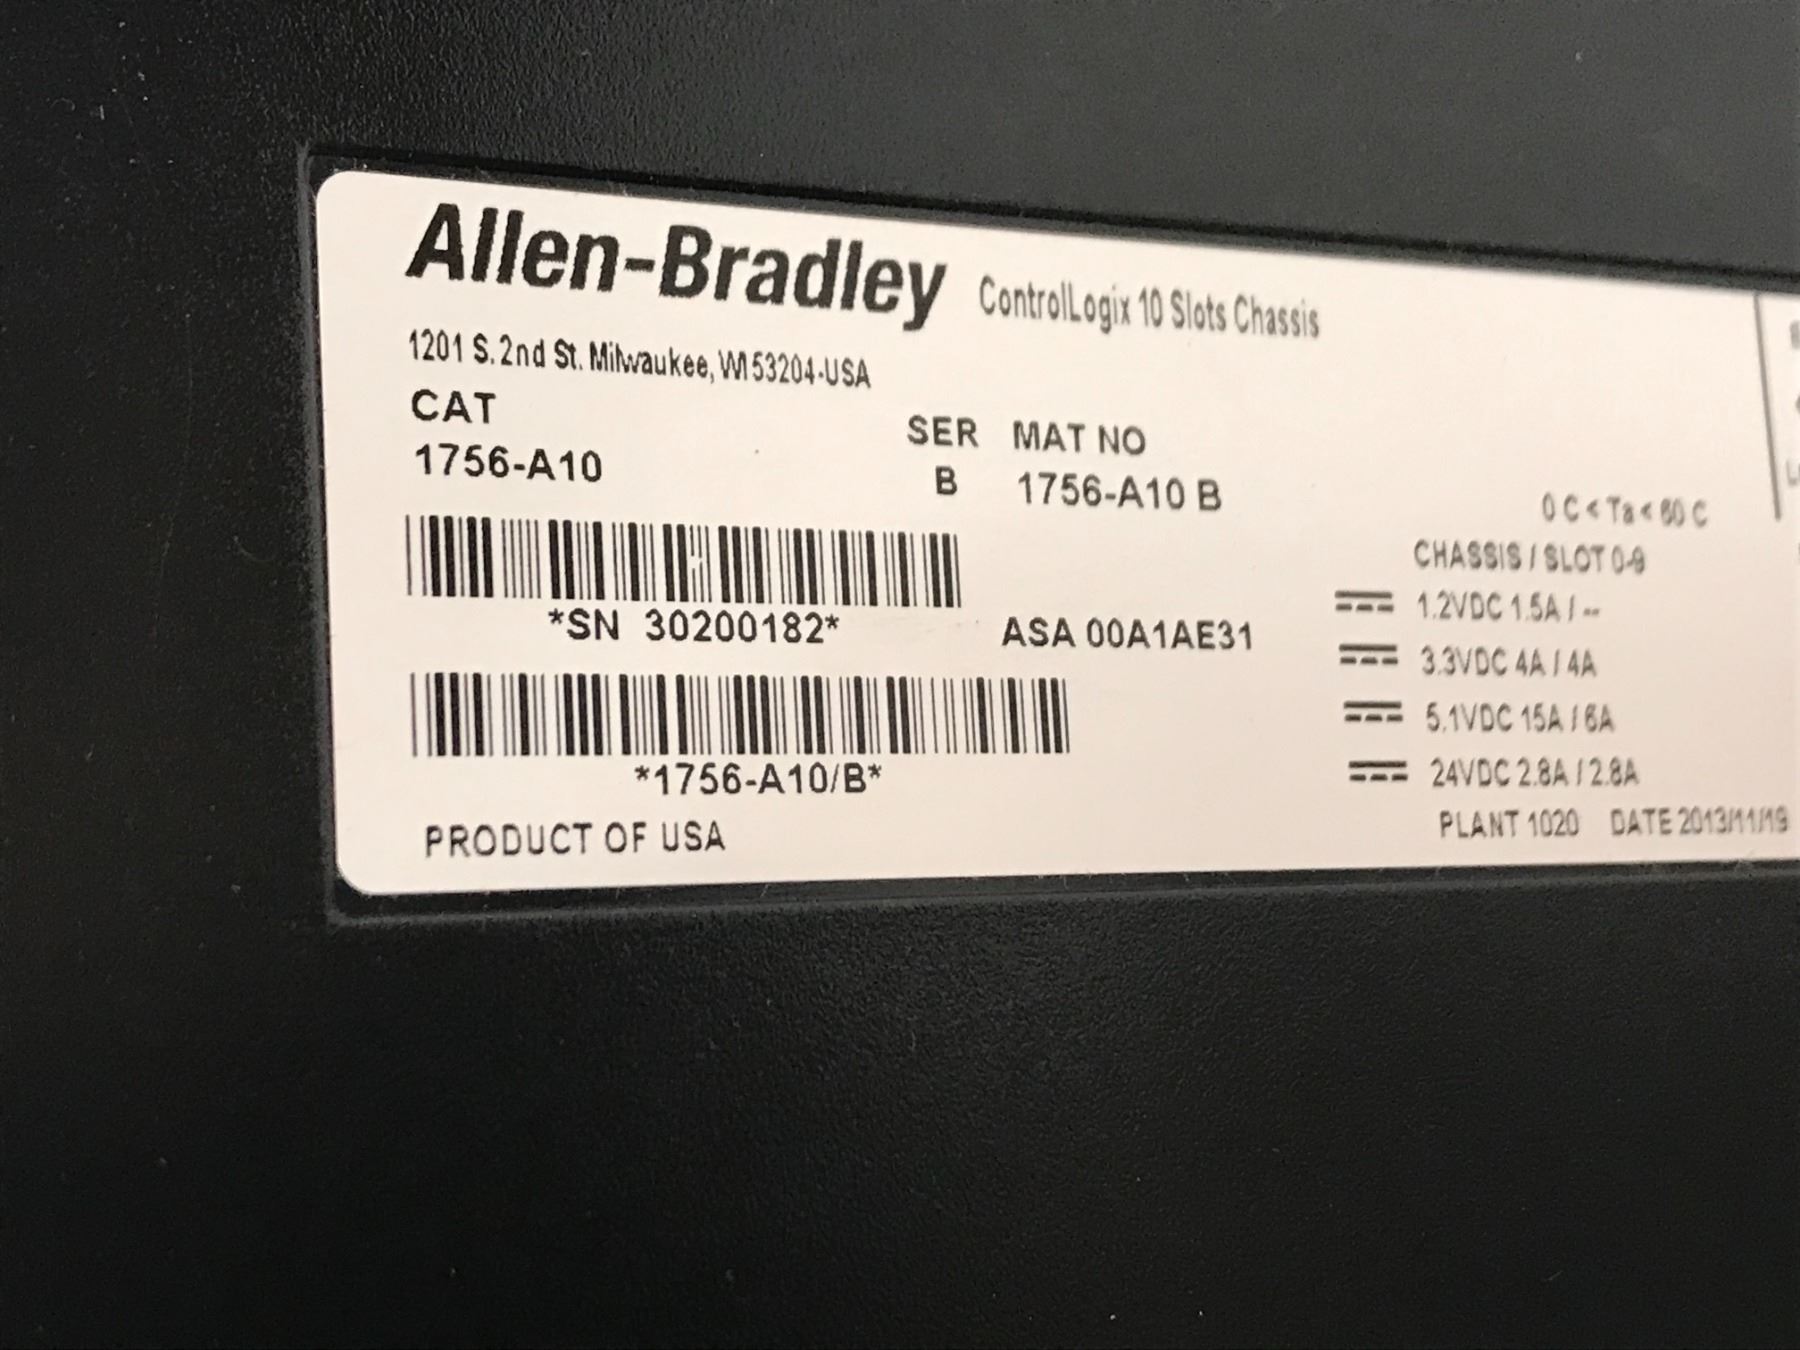 Allen-Bradley ControlLogix 10 Slots Chassis
1201 S. 2nd St. Milwaukee, WI 53204-USA
CAT SER MAT NO
1756-A10 B 1756-A10 B
*SN 30200182* ASA 00A1AE31
*1756-A10/B*
PRODUCT OF USA
0 C < Ta < 60 C
CHASSIS / SLOT 0-9
1.2VDC 1.5A / --
3.3VDC 4A / 4A
5.1VDC 15A / 6A
24VDC 2.8A / 2.8A
PLANT 1020 DATE 2013/11/19